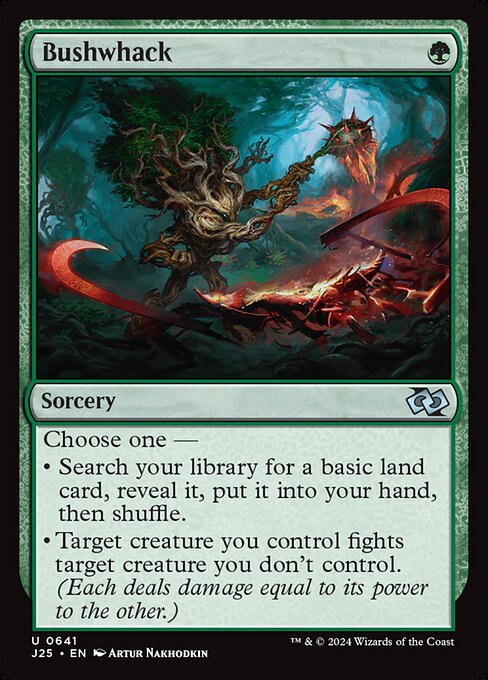 Bushwhack
Sorcery
Choose one —
• Search your library for a basic land
card, reveal it, put it into your hand,
then shuffle.
• Target creature you control fights
target creature you don't control.
(Each deals damage equal to its power
to the other.)
U 0641
J25 • EN Artur Nakhodkin
™ & © 2024 Wizards of the Coast